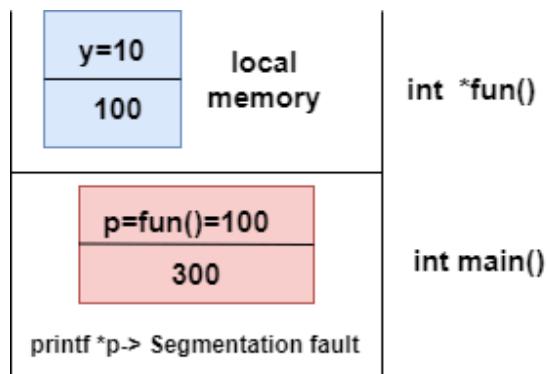 y=10
100
local
memory
int *fun()
p=fun()=100
300
int main()
printf *p-> Segmentation fault